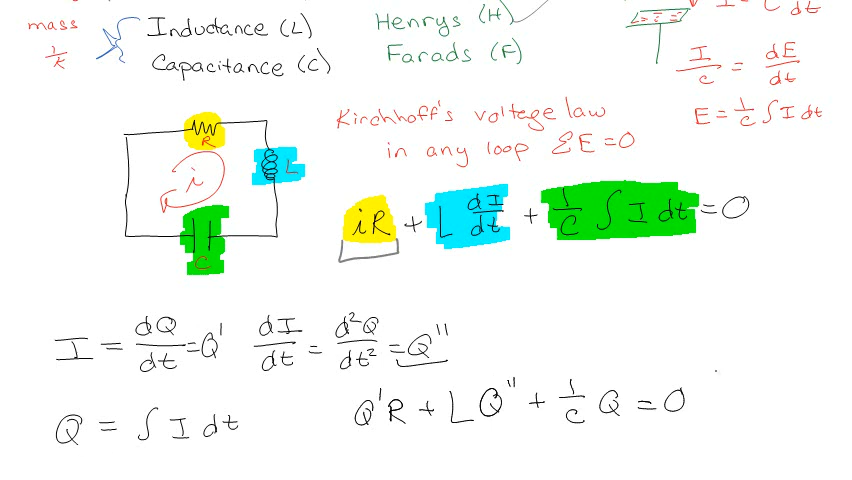 mass
1/k
Inductance (L)
Capacitance (C)
Henrys (H)
Farads (F)
I/C = dE/dt
E = 1/C ∫ I dt
R
L
i
C
Kirchhoff's voltage law
in any loop ΣE = 0
iR + L dI/dt + 1/C ∫ I dt = 0
I = dQ/dt = Q' dI/dt = d²Q/dt² = Q''
Q = ∫ I dt
Q'R + LQ'' + 1/C Q = 0